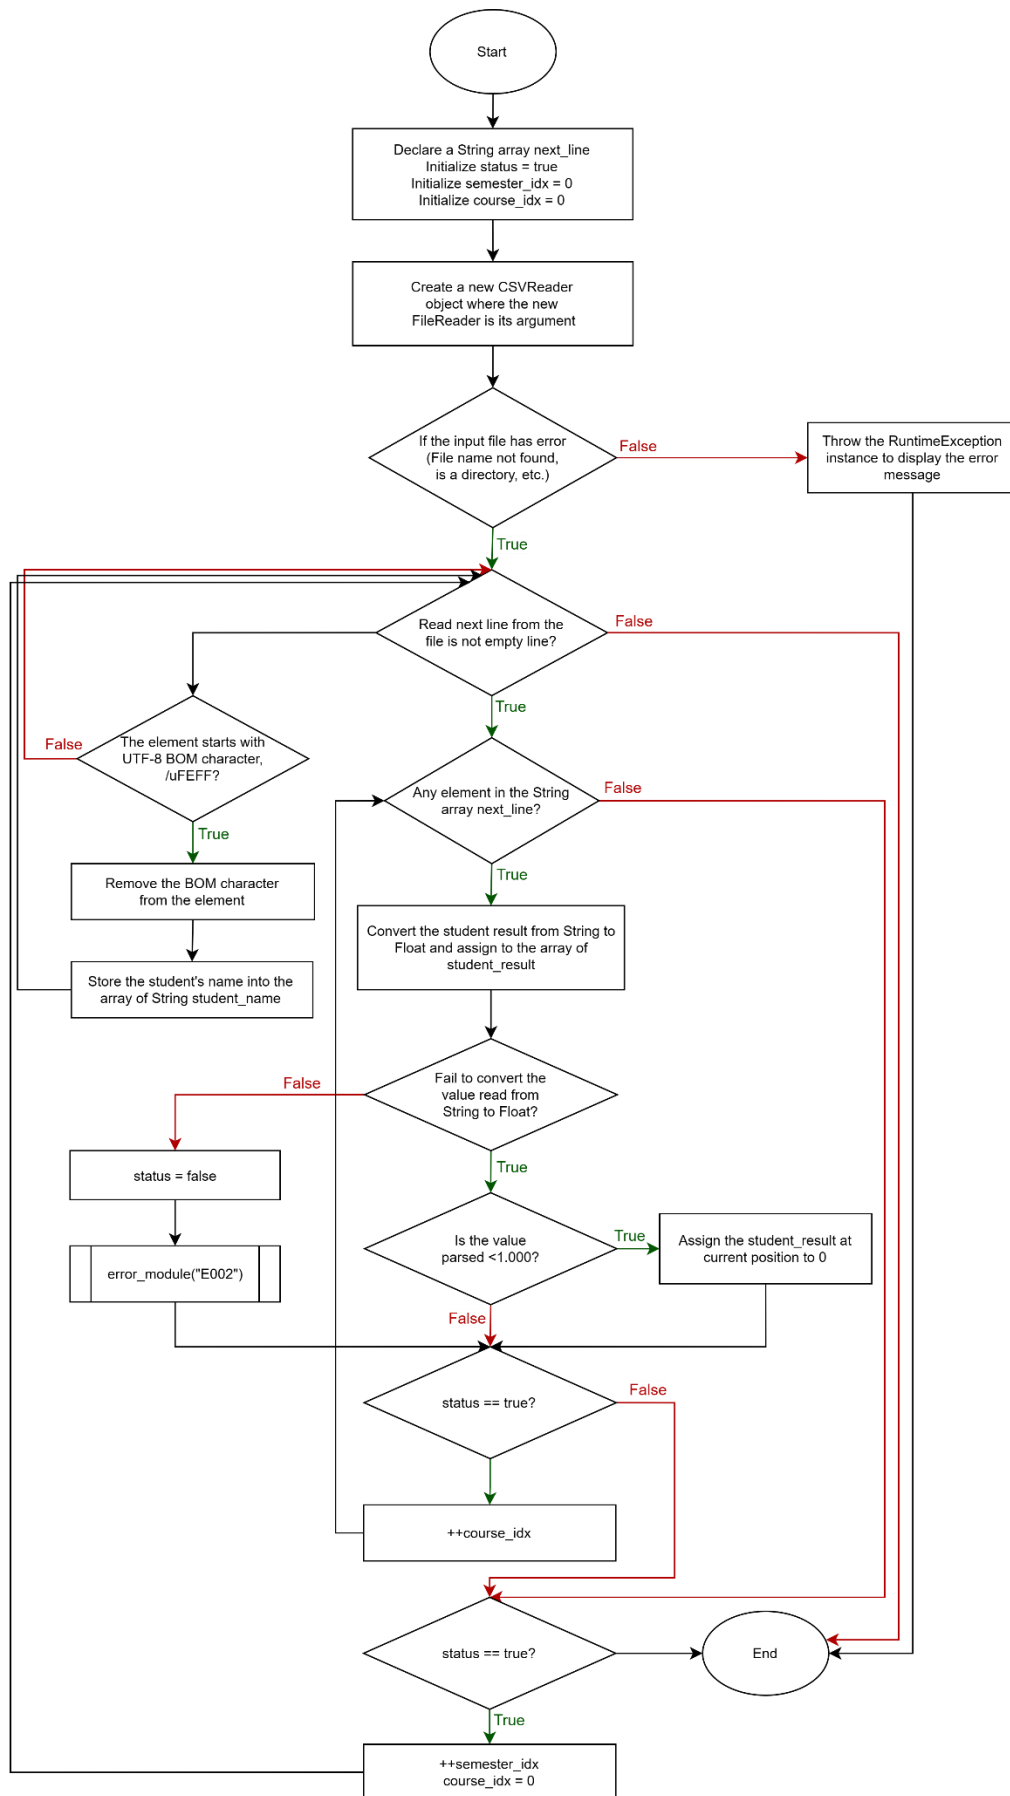 Start
Declare a String array next_line
Initialize status = true
Initialize semester_idx = 0
Initialize course_idx = 0
Create a new CSVReader
object where the new
FileReader is its argument
If the input file has error
(File name not found,
is a directory, etc.)
False
Throw the RuntimeException
instance to display the error
message
True
Read next line from the
file is not empty line?
False
True
The element starts with
UTF-8 BOM character,
/uFEFF?
False
True
Any element in the String
array next_line?
False
True
Remove the BOM character
from the element
Store the student's name into the
array of String student_name
Convert the student result from String to
Float and assign to the array of
student_result
Fail to convert the
value read from
String to Float?
False
True
status = false
error_module("E002")
Is the value
parsed <1.000?
True
Assign the student_result at
current position to 0
False
status == true?
False
++course_idx
status == true?
End
True
++semester_idx
course_idx = 0